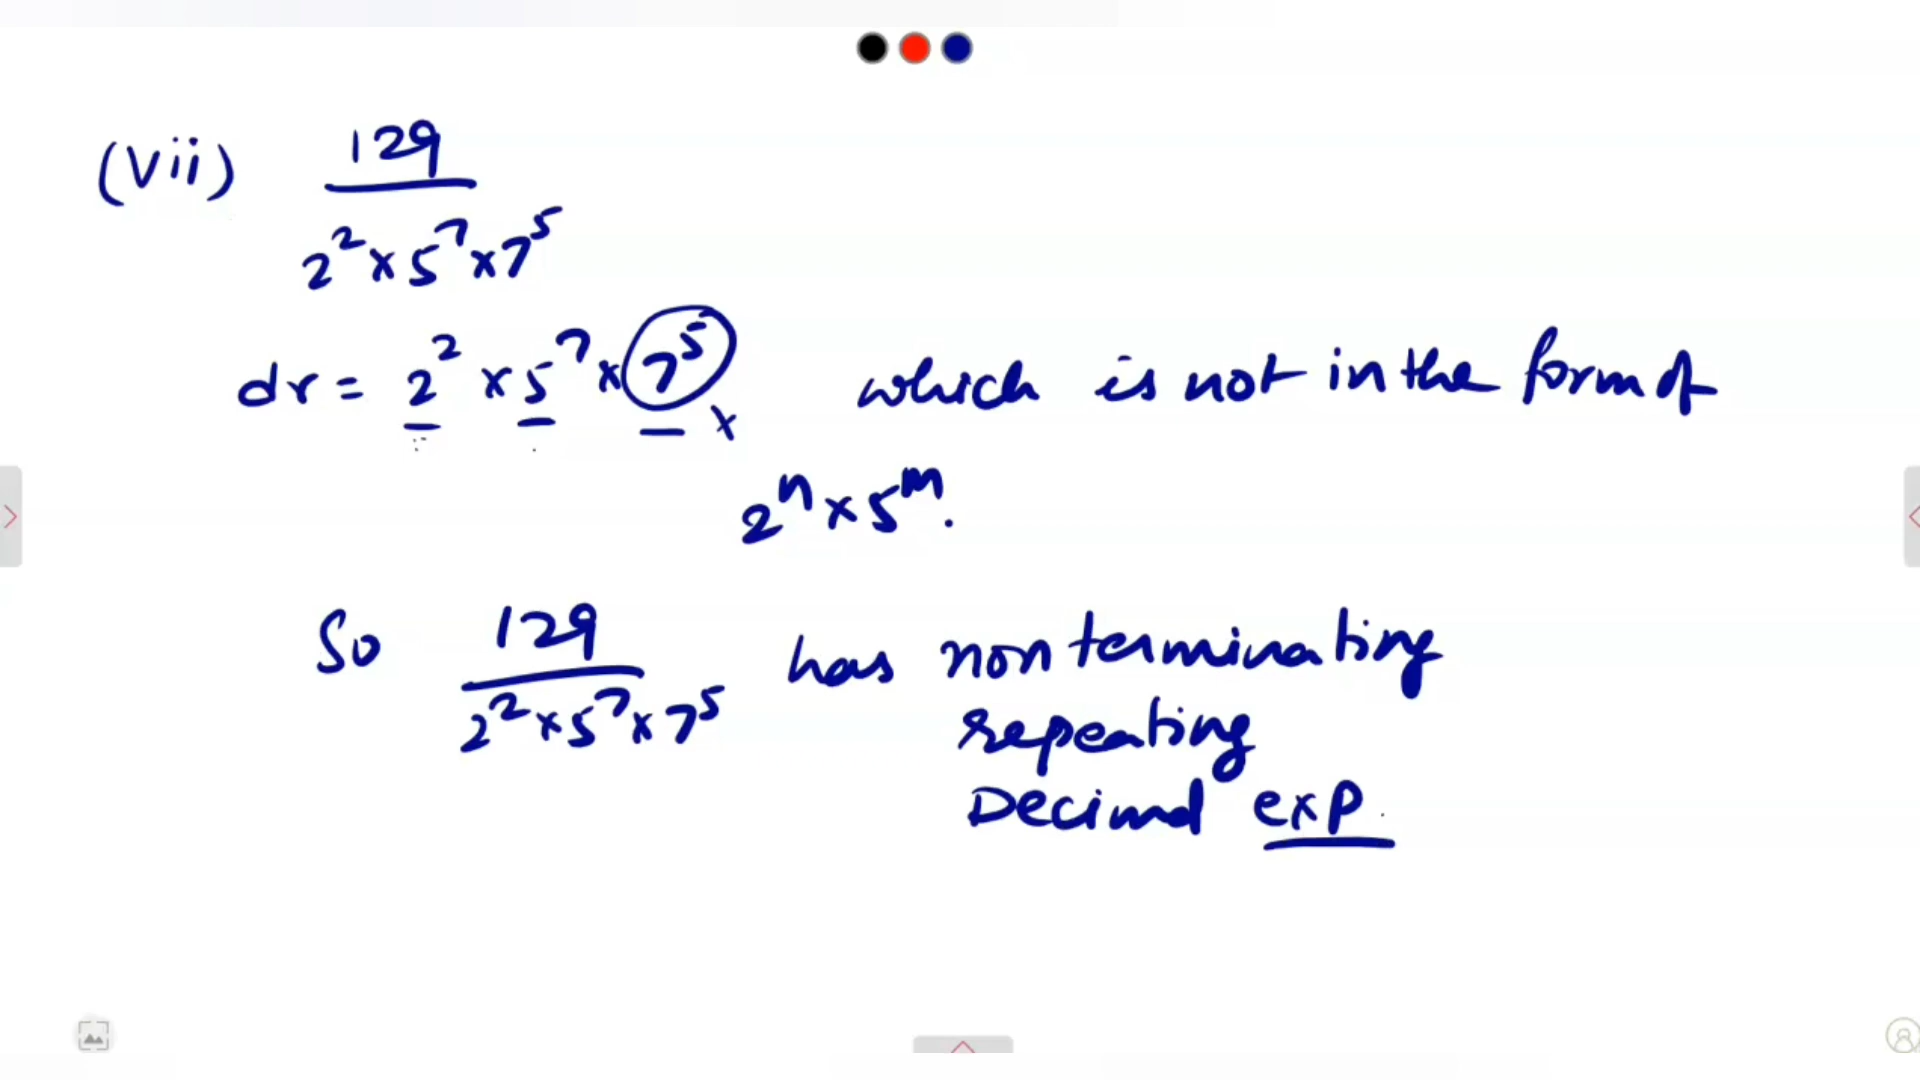 (Vii) 129
2² × 5⁷ × 7⁵
dr = 2² × 5⁷ × 7⁵ x which is not in the form of
2ⁿ × 5ᵐ.
So 129 / 2² × 5⁷ × 7⁵ has non terminating
repeating
Decimal exp.